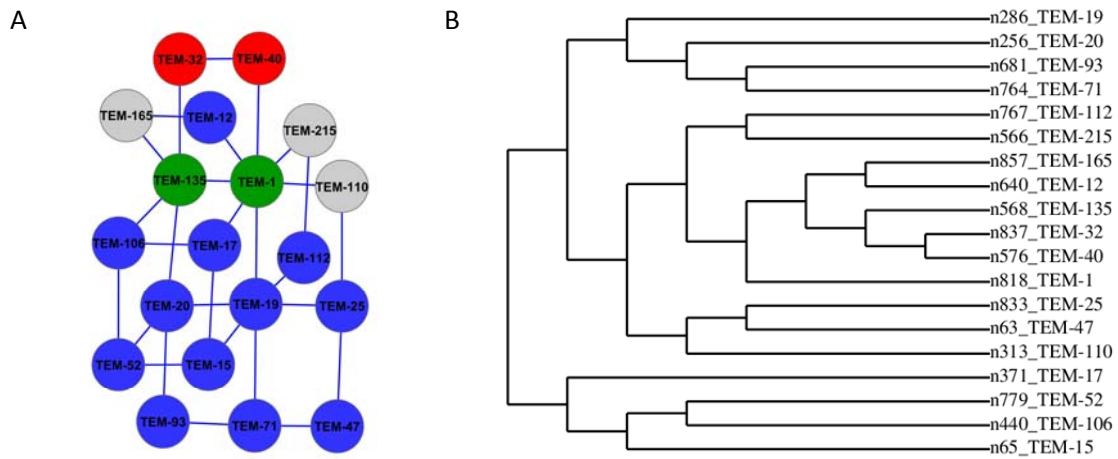 A
TEM-32
TEM-40
TEM-165
TEM-12
TEM-215
TEM-135
TEM-1
TEM-110
TEM-106
TEM-17
TEM-112
TEM-20
TEM-19
TEM-25
TEM-52
TEM-15
TEM-93
TEM-71
TEM-47
B
n286_TEM-19
n256_TEM-20
n681_TEM-93
n764_TEM-71
n767_TEM-112
n566_TEM-215
n857_TEM-165
n640_TEM-12
n568_TEM-135
n837_TEM-32
n576_TEM-40
n818_TEM-1
n833_TEM-25
n63_TEM-47
n313_TEM-110
n371_TEM-17
n779_TEM-52
n440_TEM-106
n65_TEM-15